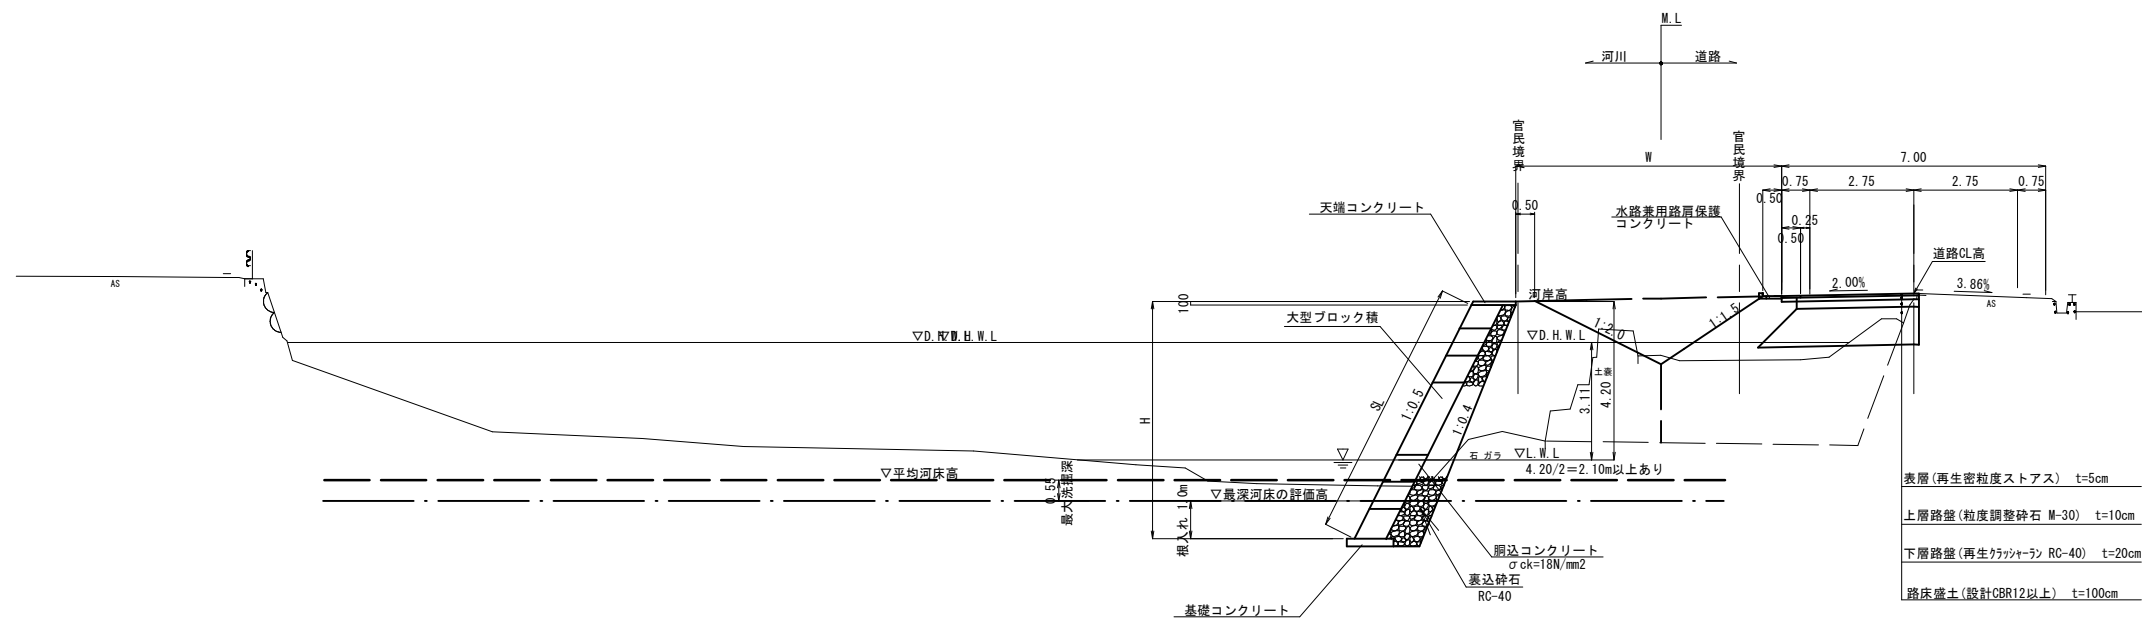 M.L
河川
道路
官民境界
官民境界
W
7.00
0.75
2.75
2.75
0.75
0.50
天端コンクリート
0.50
水路兼用路肩保護
コンクリート
0.25
0.50
道路CL高
2.00%
3.86%
AS
AS
100
河岸高
大型ブロック積
1:2.0
1:1.5
▽D.H.W.L
▽D.H.W.L
土嚢
3.11
4.20
SL
1:0.5
1:0.4
H
石 ガラ
▽L.W.L
4.20/2=2.10m以上あり
▽平均河床高
0.55
最大洗掘深
▽最深河床の評価高
根入れ 1.0m
表層(再生密粒度ストアス) t=5cm
上層路盤(粒度調整砕石 M-30) t=10cm
下層路盤(再生クラッシャーラン RC-40) t=20cm
路床盛土(設計CBR12以上) t=100cm
胴込コンクリート
σck=18N/mm2
裏込砕石
RC-40
基礎コンクリート